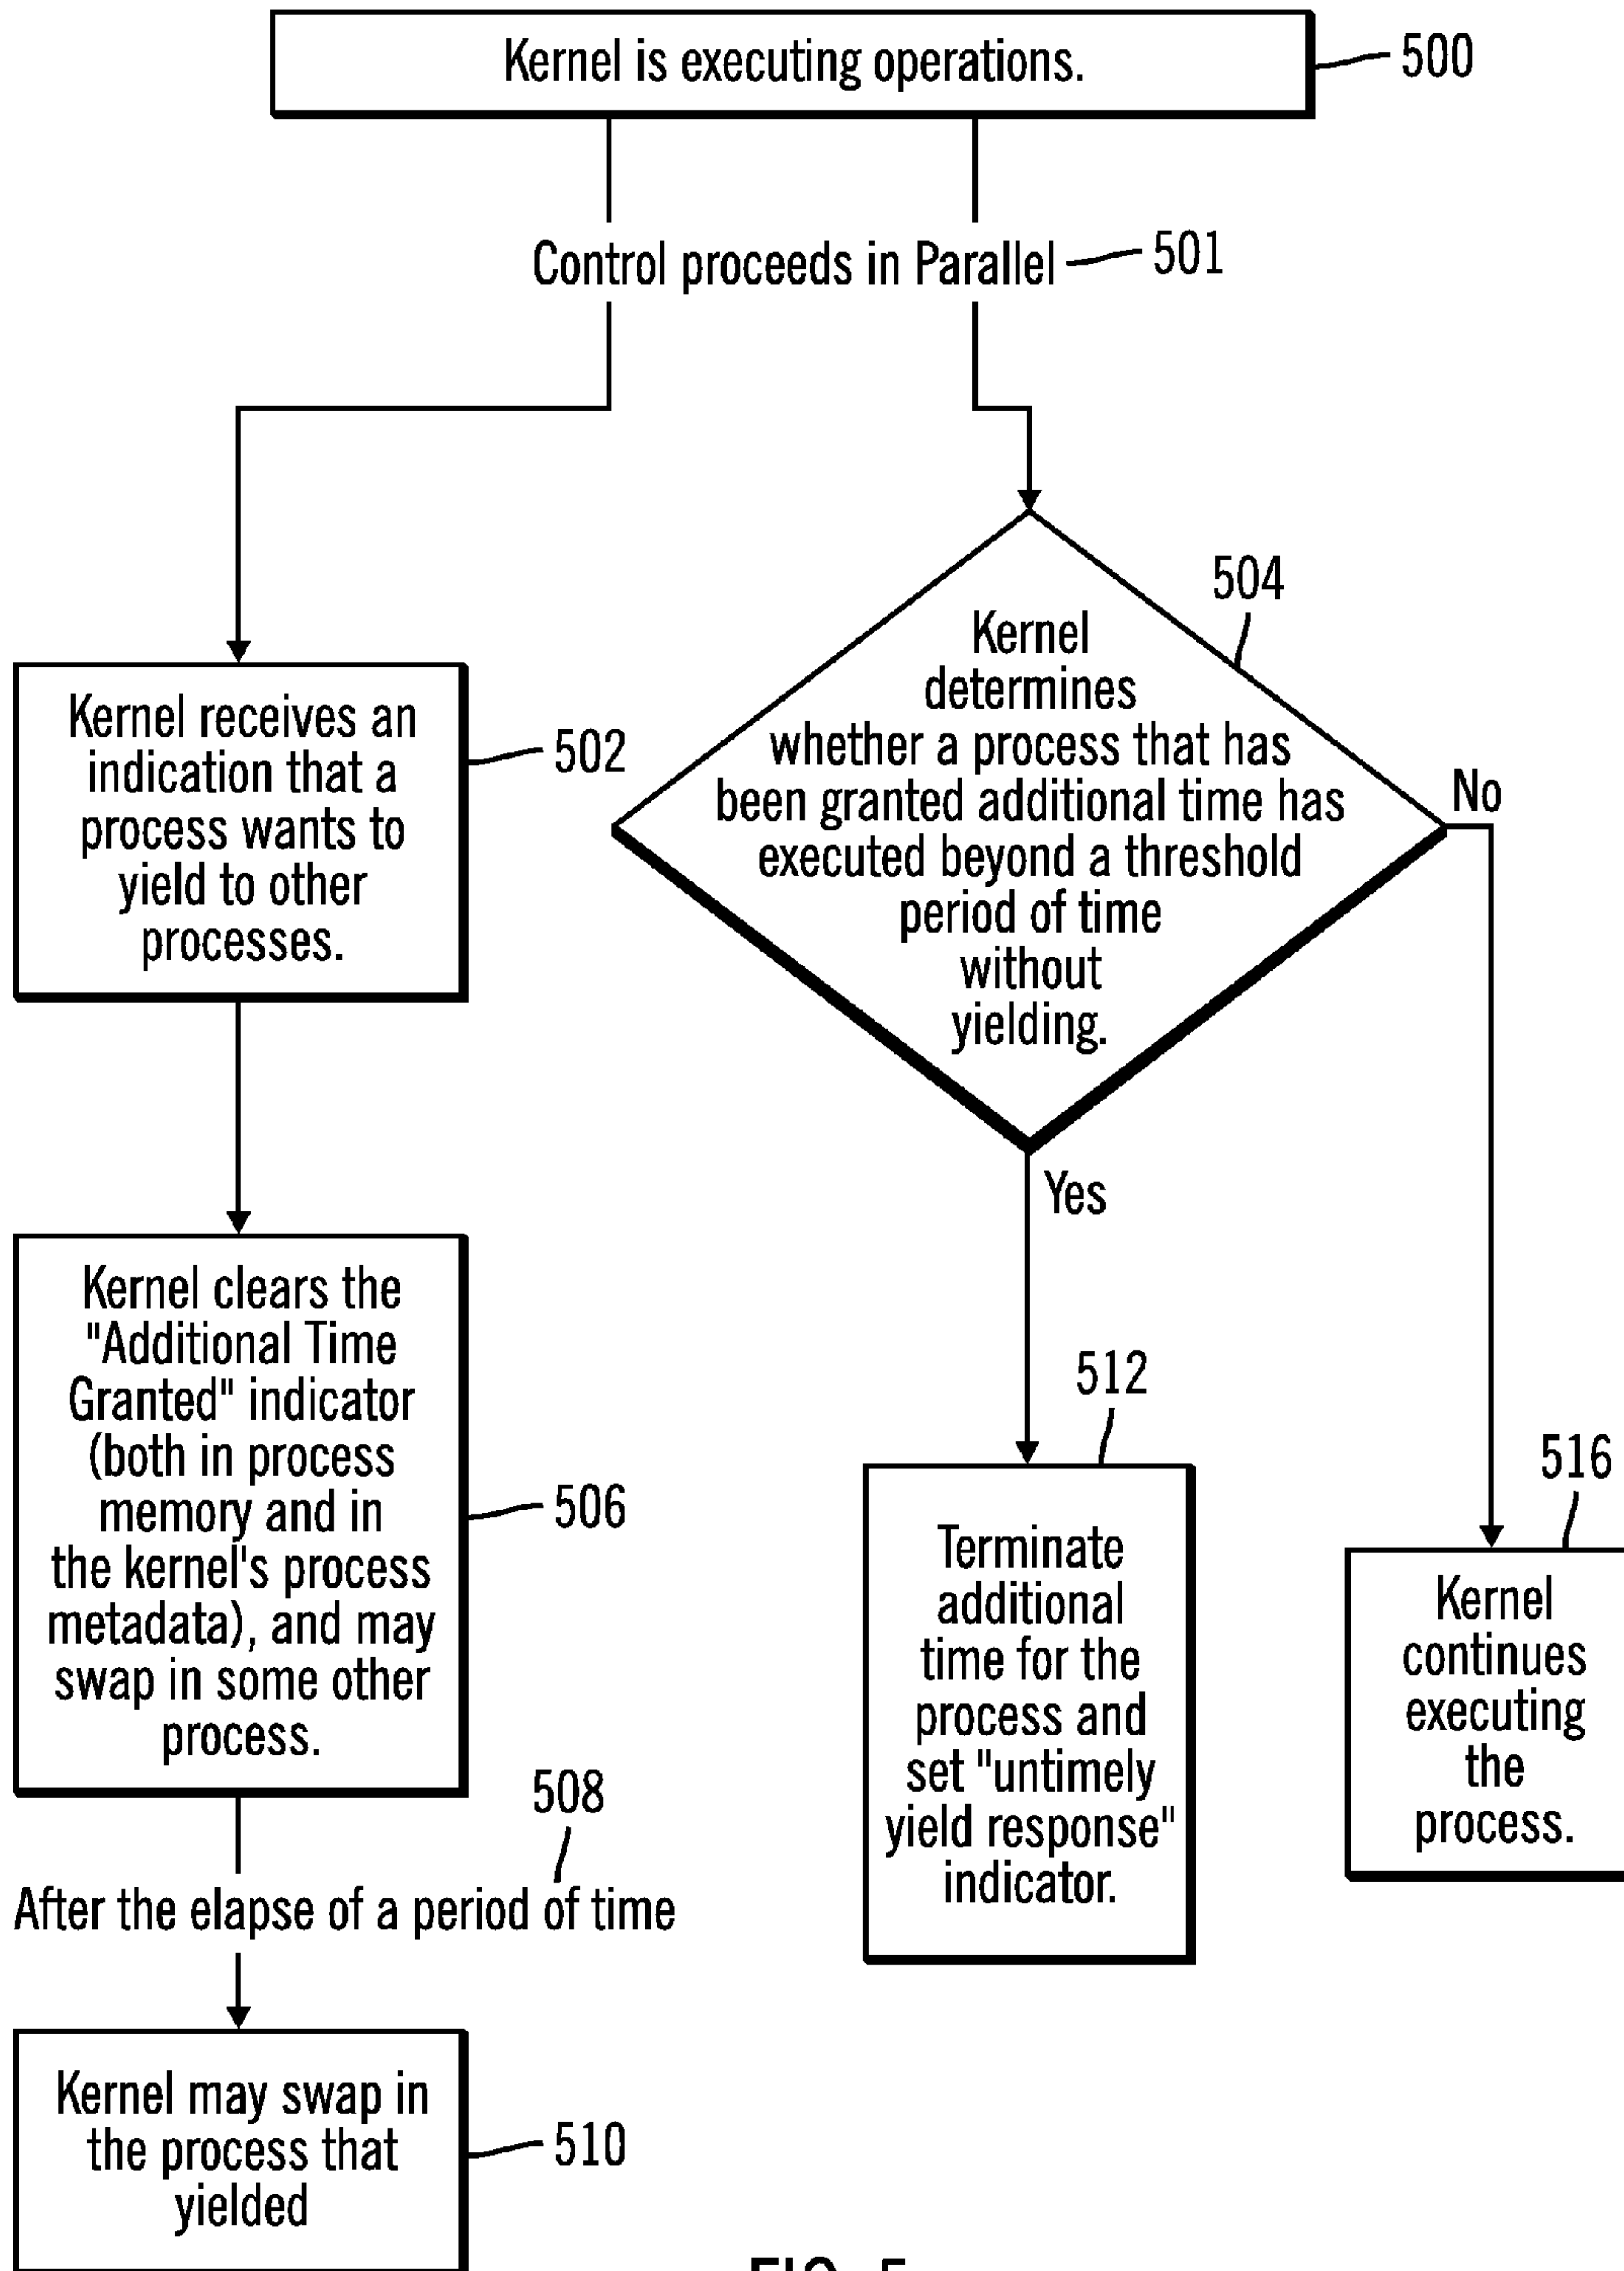 Kernel is executing operations.
500
Control proceeds in Parallel
501
Kernel receives an
indication that a
process wants to
yield to other
processes.
502
504
Kernel
determines
whether a process that has
been granted additional time has
executed beyond a threshold
period of time
without
yielding.
No
Yes
Kernel clears the
"Additional Time
Granted" indicator
(both in process
memory and in
the kernel's process
metadata), and may
swap in some other
process.
506
512
Terminate
additional
time for the
process and
set "untimely
yield response"
indicator.
516
Kernel
continues
executing
the
process.
508
After the elapse of a period of time
Kernel may swap in
the process that
yielded
510